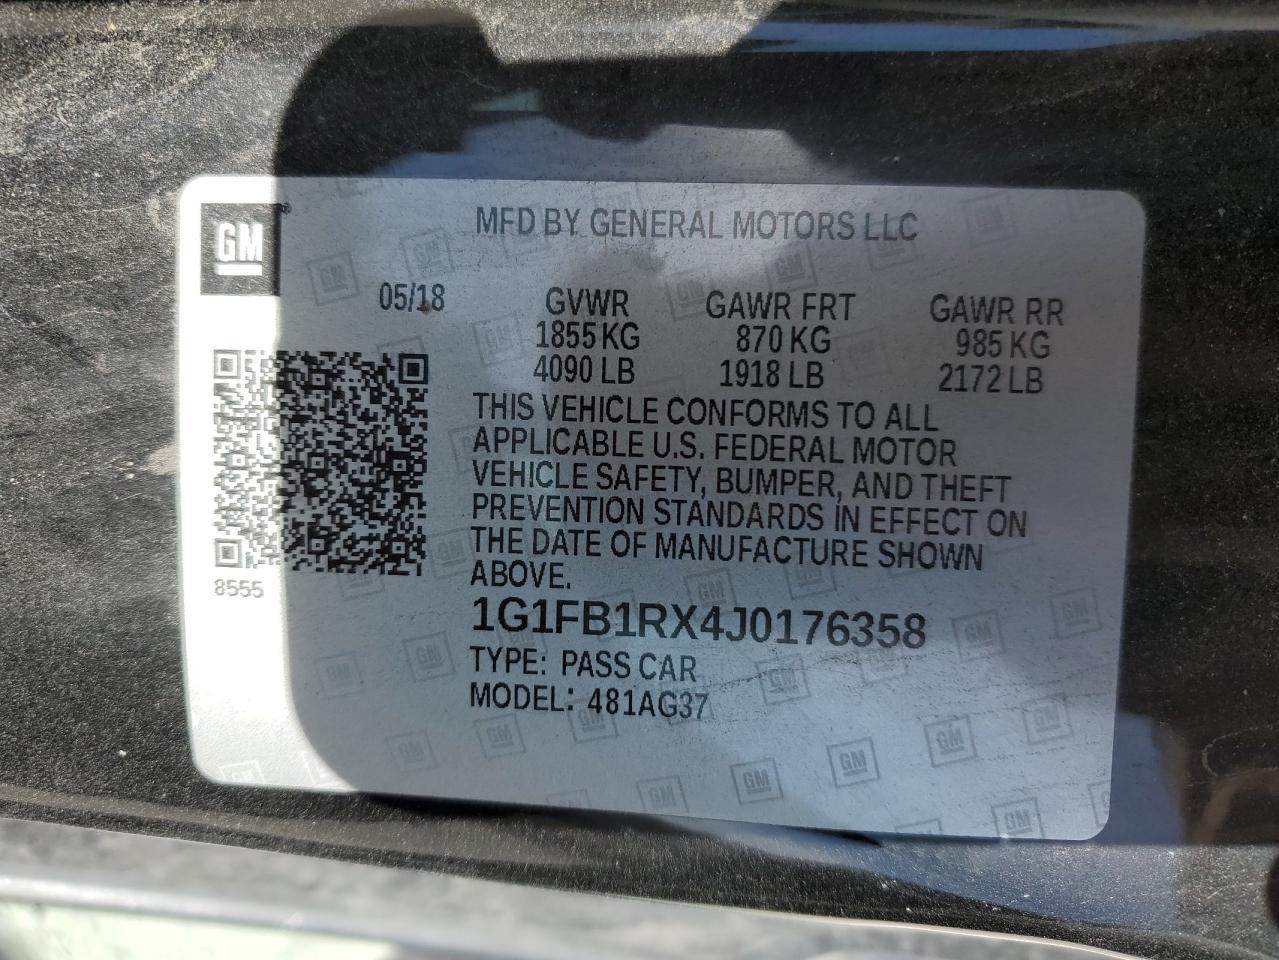 GM
MFD BY GENERAL MOTORS LLC
05/18 GVWR GAWR FRT GAWR RR
1855 KG 870 KG 985 KG
4090 LB 1918 LB 2172 LB
THIS VEHICLE CONFORMS TO ALL
APPLICABLE U.S. FEDERAL MOTOR
VEHICLE SAFETY, BUMPER, AND THEFT
PREVENTION STANDARDS IN EFFECT ON
THE DATE OF MANUFACTURE SHOWN
ABOVE.
8555
1G1FB1RX4J0176358
TYPE: PASS CAR
MODEL: 481AG37